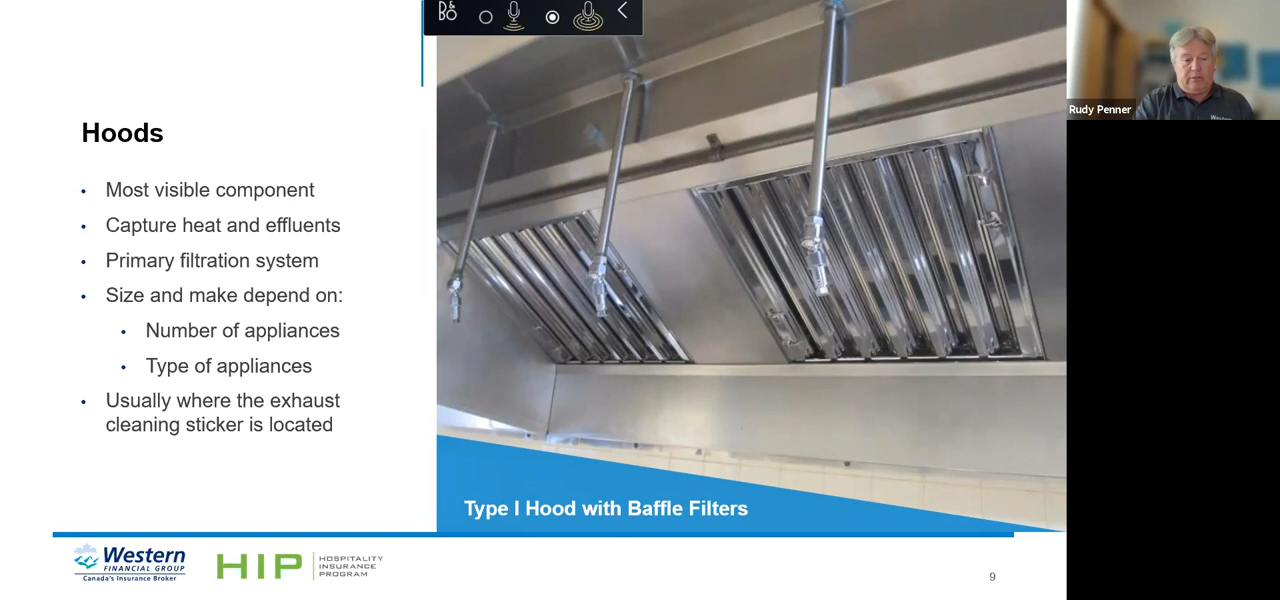 B&
BO
Rudy Penner
Western
Hoods
• Most visible component
• Capture heat and effluents
• Primary filtration system
• Size and make depend on:
• Number of appliances
• Type of appliances
• Usually where the exhaust
cleaning sticker is located
Type I Hood with Baffle Filters
Western
FINANCIAL GROUP
Canada's Insurance Broker
HIP
HOSPITALITY
INSURANCE
PROGRAM
9